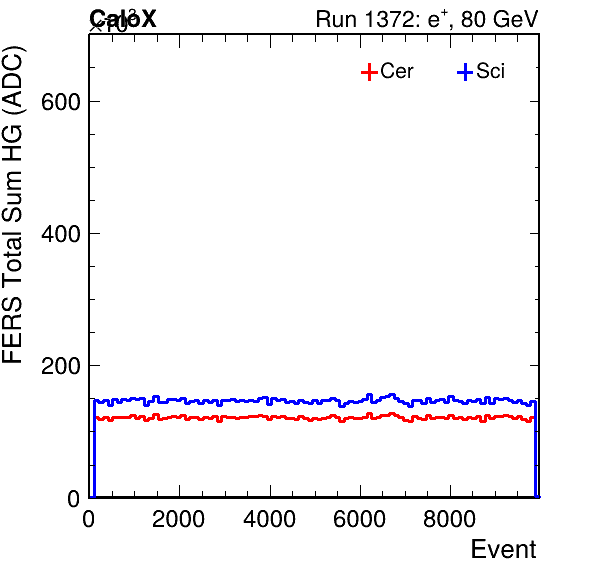 CaloX
×10³
Run 1372: e⁺, 80 GeV
Cer
Sci
FERS Total Sum HG (ADC)
600
400
200
0
0 2000 4000 6000 8000
Event